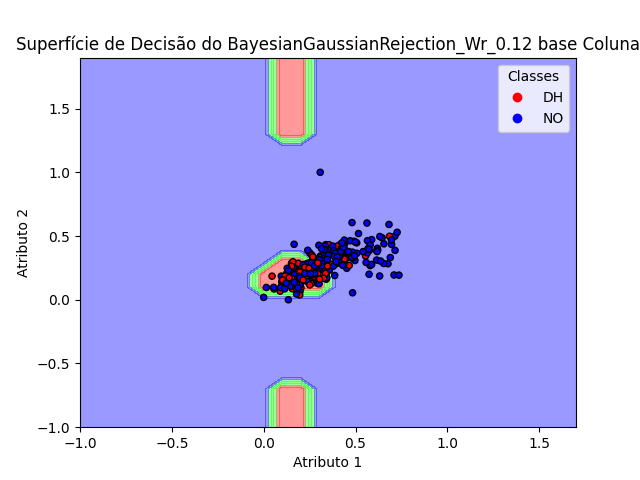 Superfície de Decisão do BayesianGaussianRejection_Wr_0.12 base Coluna
Classes
DH
NO
Atributo 2
1.5
1.0
0.5
0.0
−0.5
−1.0
−1.0
−0.5
0.0
0.5
1.0
1.5
Atributo 1